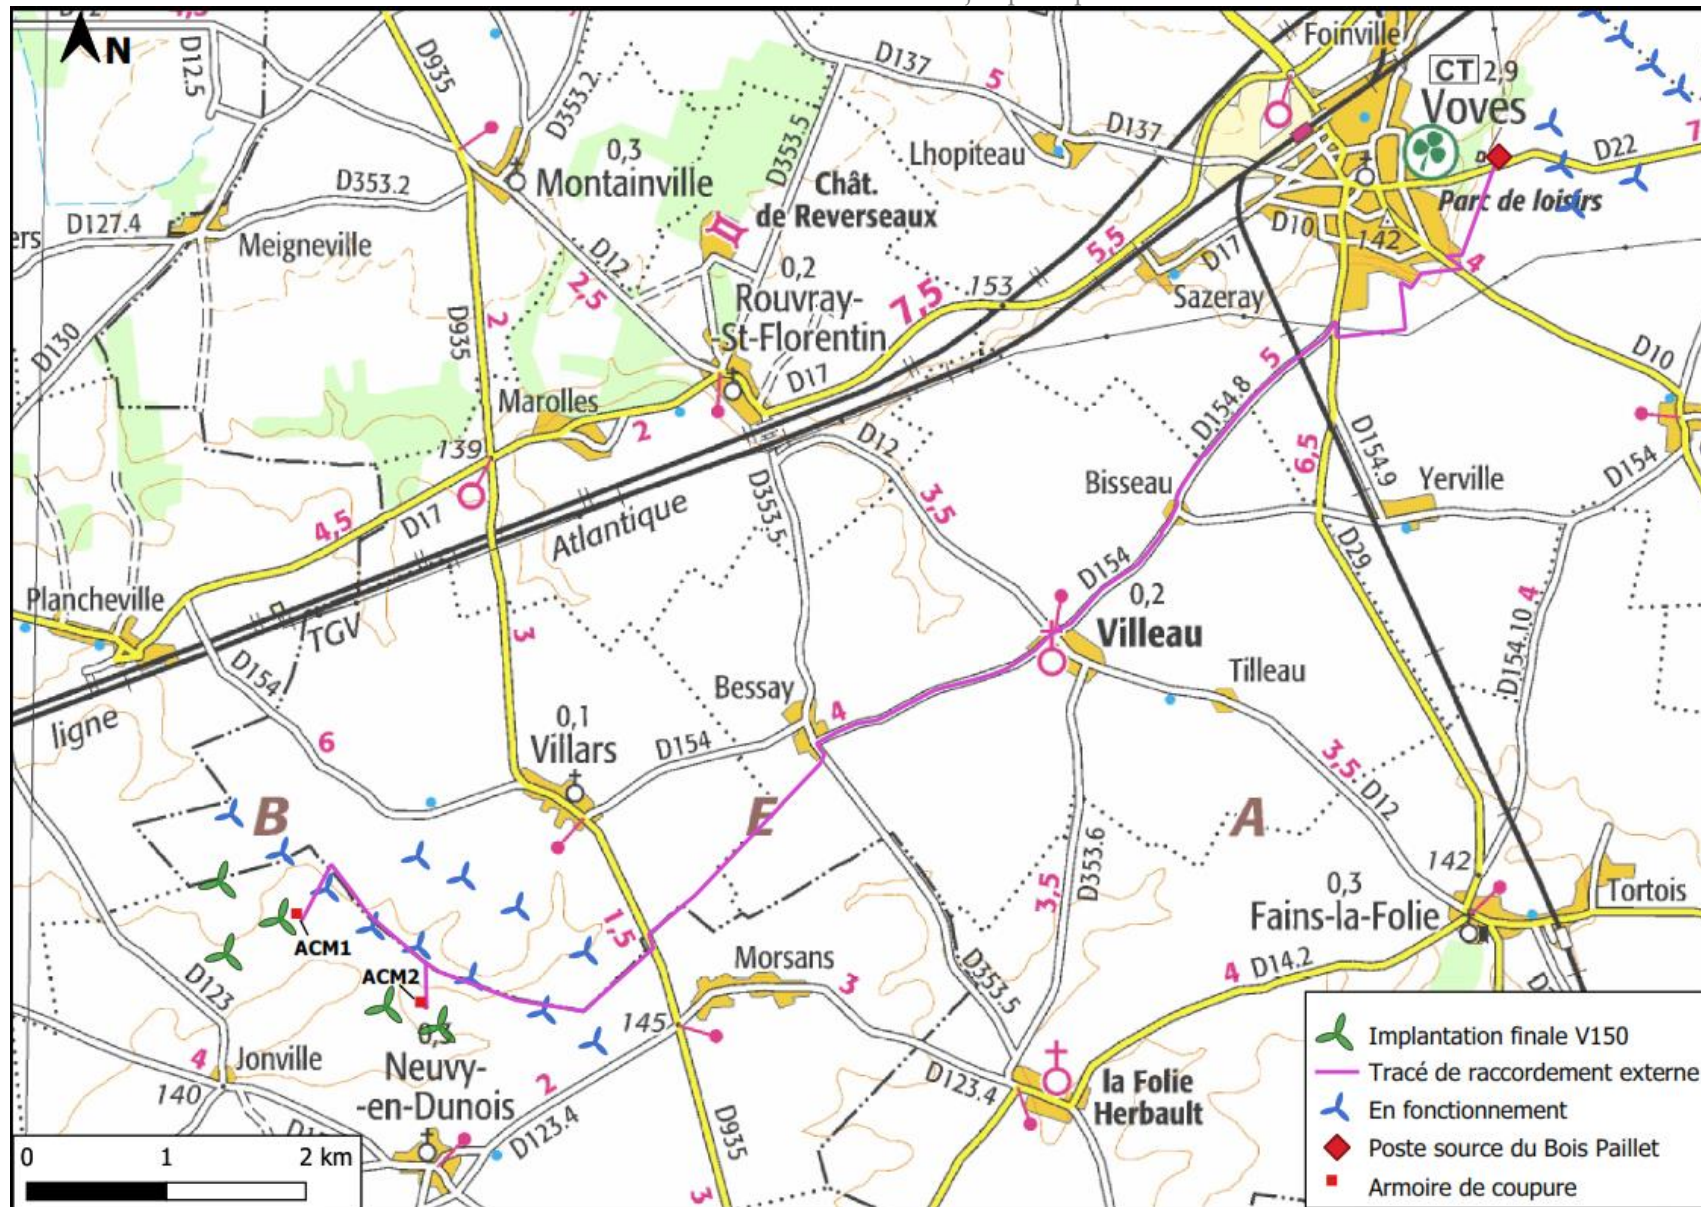 N
D12.5
D935
D353.2
D137
5
Foinville
CT 2,9
Voves
D22
7
Lhopiteau
D137
0,3
Montainville
D353.5
Chât.
de Reverseaux
Parc de loisirs
D353.2
D127.4
Meigneville
D12
2,5
0,2
Rouvray-
-St-Florentin
7,5
153
5,5
D17
Sazeray
D10
142
4
D10
D130
D935
2
Marolles
D17
2
139
4,5
D17
Atlantique
D353.5
D12
3,5
5
D154.8
6,5
D154.9
Bisseau
Yerville
D154
D29
D154
4
D154.10
Plancheville
TGV
ligne
D154
6
3
0,2
Villeau
Tilleau
Bessay
4
0,1
Villars
D154
3,5
D12
B
E
A
D353.6
3,5
142
0,3
Fains-la-Folie
Tortois
D14.2
4
ACM1
ACM2
1,5
Morsans
3
D353.5
D123
4
Jonville
140
0,3
Neuvy-
-en-Dunois
145
2
D123.4
D935
3
D123.4
la Folie
Herbault
0 1 2 km
Implantation finale V150
Tracé de raccordement externe
En fonctionnement
Poste source du Bois Paillet
Armoire de coupure